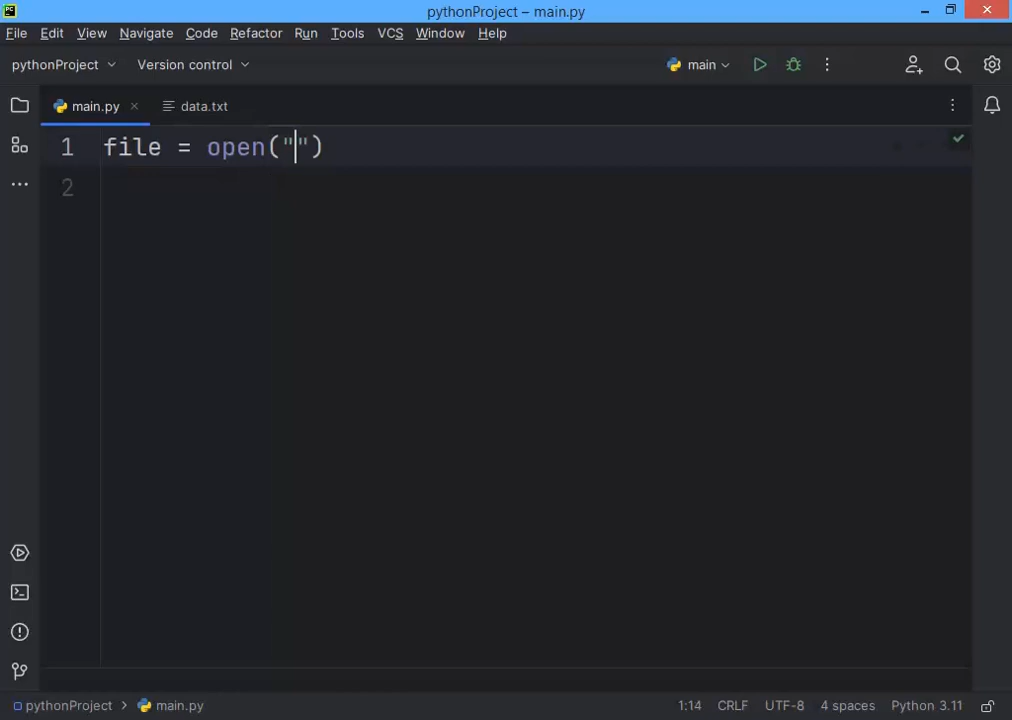 PC
pythonProject – main.py
File Edit View Navigate Code Refactor Run Tools VCS Window Help
pythonProject Version control main
main.py data.txt
1 file = open("")
2
pythonProject > main.py 1:14 CRLF UTF-8 4 spaces Python 3.11